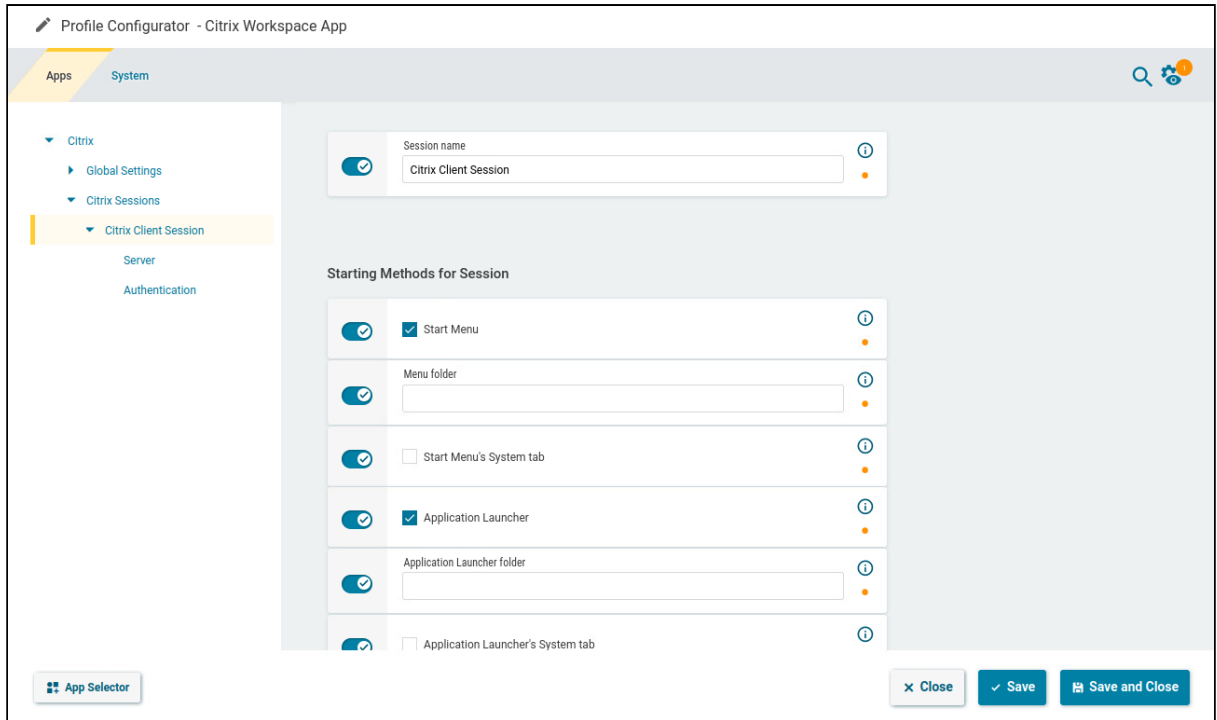 Profile Configurator - Citrix Workspace App
Apps
System
1
Citrix
Global Settings
Citrix Sessions
Citrix Client Session
Server
Authentication
Session name
Citrix Client Session
Starting Methods for Session
Start Menu
Menu folder
Start Menu's System tab
Application Launcher
Application Launcher folder
Application Launcher's System tab
App Selector
Close
Save
Save and Close